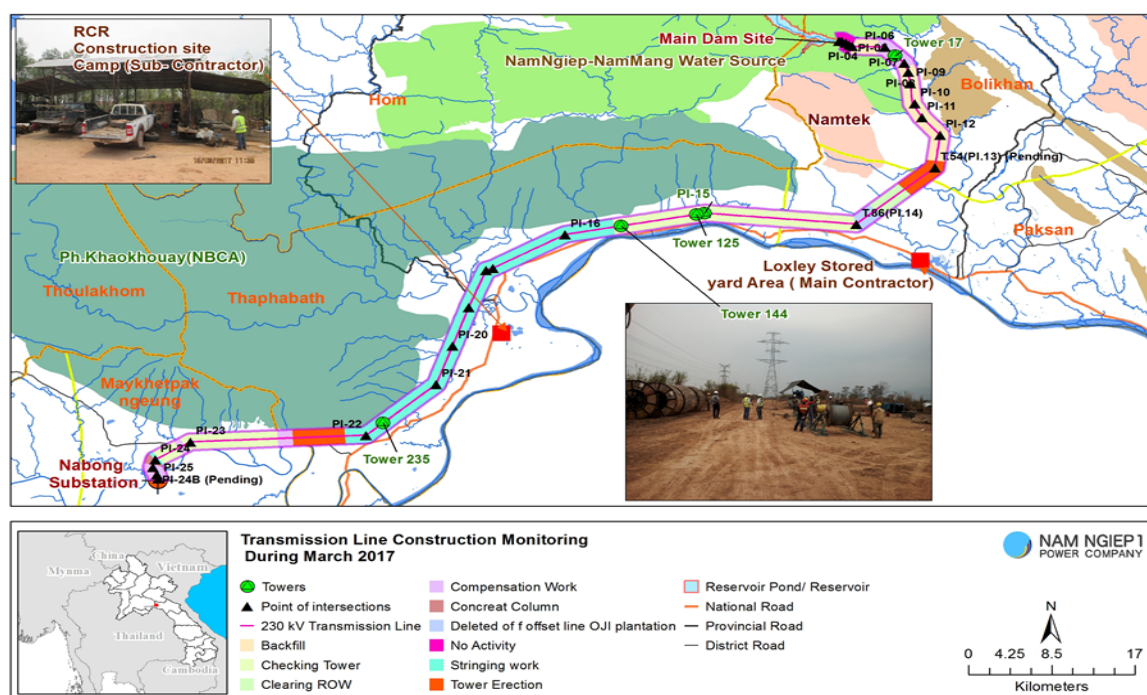 RCR
Construction site
Camp (Sub- Contractor)
Main Dam Site
PI-06
PI-04
Tower 17
PI-07
NamNgiep-NamMang Water Source
PI-09
Bolikhan
PI-10
Hom
PI-11
Namtek
PI-12
T.54(PI.13) (Pending)
PI-15
PI-16
T.86(PI.14)
Tower 125
Paksan
Ph.Khaokhouay(NBCA)
Loxley Stored
yard Area ( Main Contractor)
Thoulakhom
Thaphabath
Tower 144
PI-20
PI-21
Maykhetpak
ngeung
PI-22
PI-23
PI-24
Tower 235
PI-25
Nabong
Substation
PI-24B (Pending)
Transmission Line Construction Monitoring
During March 2017
NAM NGIEP1
POWER COMPANY
China
Mynma
Vietnam
Thailand
Cambodia
Towers
Point of intersections
230 kV Transmission Line
Backfill
Checking Tower
Clearing ROW
Compensation Work
Concreat Column
Deleted of f offset line OJI plantation
No Activity
Stringing work
Tower Erection
Reservoir Pond/ Reservoir
National Road
Provincial Road
District Road
N
0 4.25 8.5 17
Kilometers